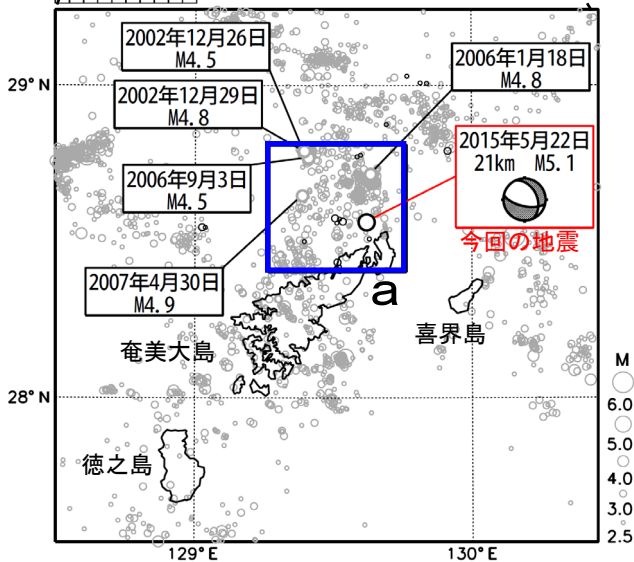 2002年12月26日
M4.5
2006年1月18日
M4.8
29°N
2002年12月29日
M4.8
2015年5月22日
21km M5.1
2006年9月3日
M4.5
今回の地震
2007年4月30日
M4.9
a
喜界島
奄美大島
M
28°N
6.0
5.0
徳之島
4.0
3.0
2.5
129°E
130°E